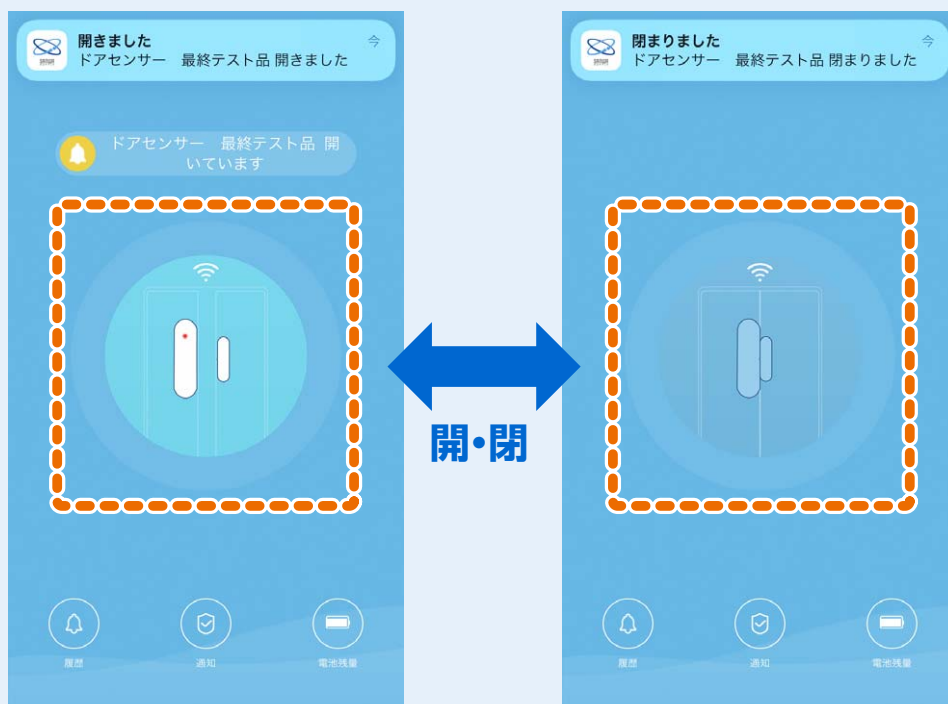 開きました
今
ドアセンサー　最終テスト品 開きました
ドアセンサー　最終テスト品 開
いています
履歴
通知
電池残量
開・閉
閉まりました
今
ドアセンサー　最終テスト品 閉まりました
履歴
通知
電池残量